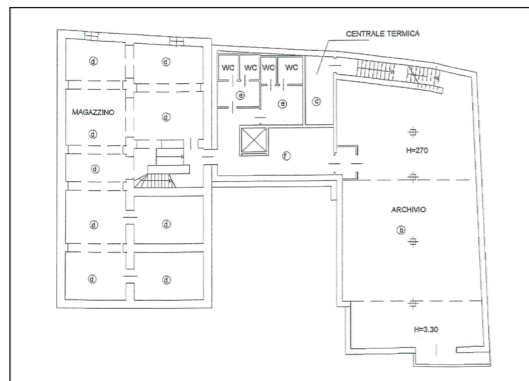 CENTRALE TERMICA
d
d
WC
WC
WC
WC
e
e
c
MAGAZZINO
d
d
H=270
d
f
ARCHIVIO
b
d
d
d
d
H=3.30